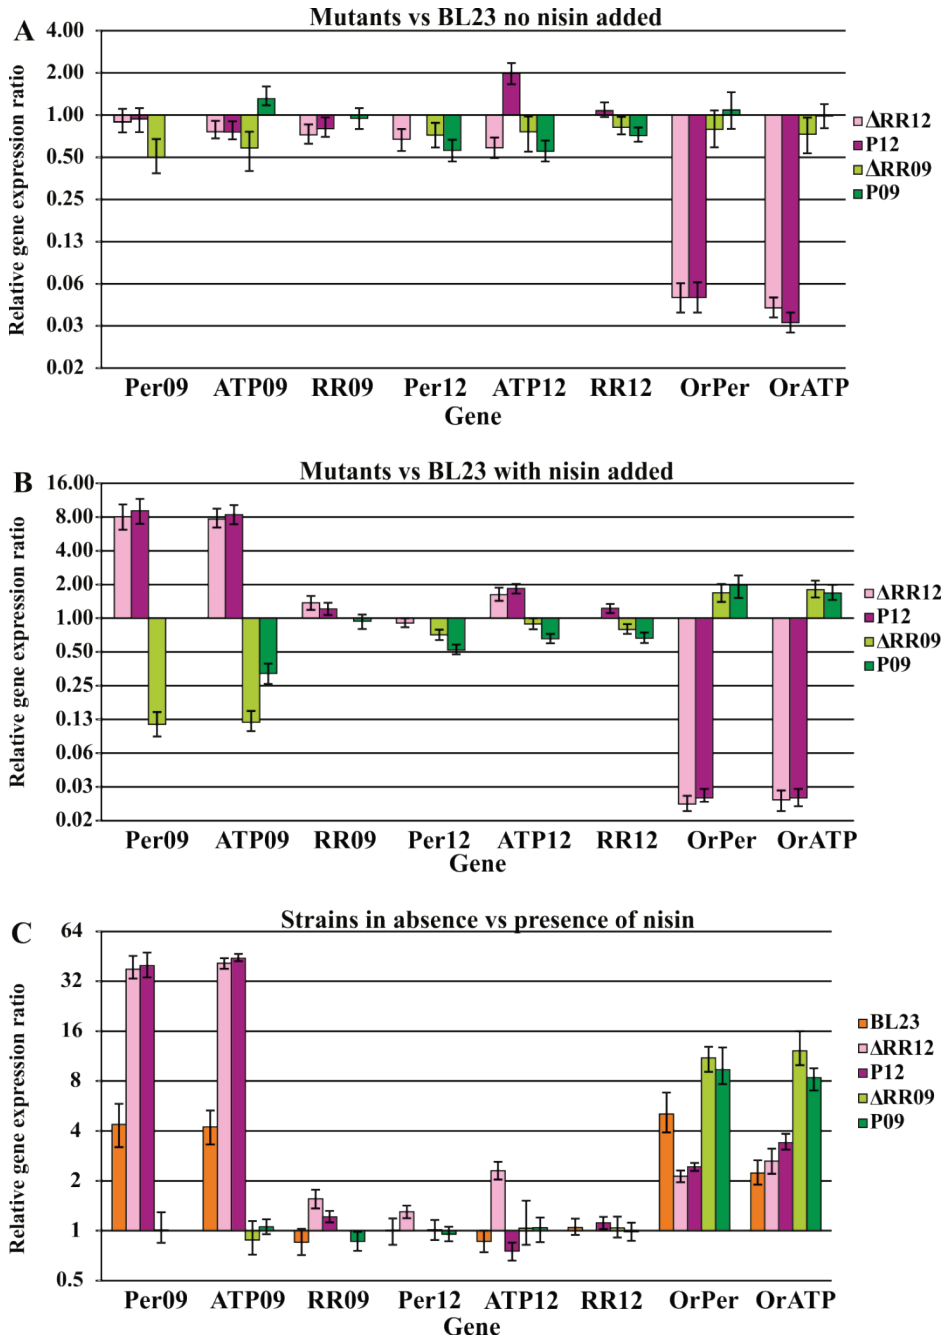 A
Mutants vs BL23 no nisin added
4.00
2.00
1.00
0.50
0.25
0.13
0.06
0.03
0.02
Relative gene expression ratio
Per09 ATP09 RR09 Per12 ATP12 RR12 OrPer OrATP
Gene
ΔRR12
P12
ΔRR09
P09
B
Mutants vs BL23 with nisin added
16.00
8.00
4.00
2.00
1.00
0.50
0.25
0.13
0.06
0.03
0.02
Relative gene expression ratio
Per09 ATP09 RR09 Per12 ATP12 RR12 OrPer OrATP
Gene
ΔRR12
P12
ΔRR09
P09
C
Strains in absence vs presence of nisin
64
32
16
8
4
2
1
0.5
Relative gene expression ratio
Per09 ATP09 RR09 Per12 ATP12 RR12 OrPer OrATP
Gene
BL23
ΔRR12
P12
ΔRR09
P09